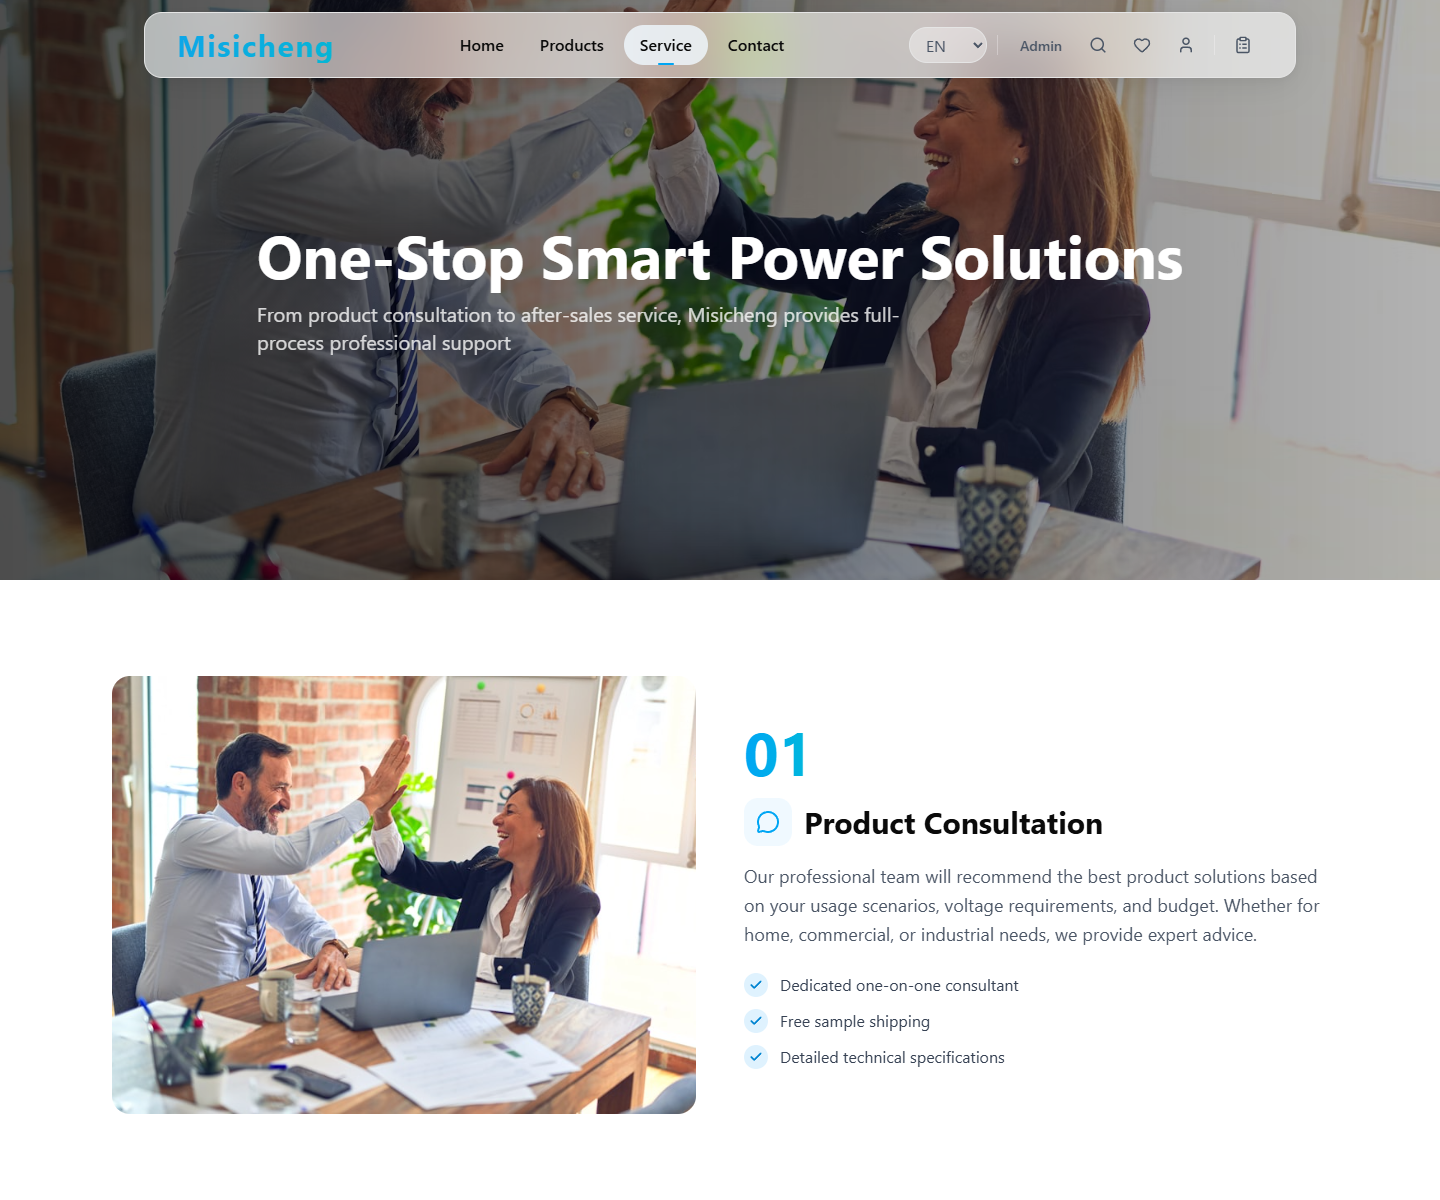 Misicheng
Home
Products
Service
Contact
EN
Admin
One-Stop Smart Power Solutions
From product consultation to after-sales service, Misicheng provides full-
process professional support
01
Product Consultation
Our professional team will recommend the best product solutions based
on your usage scenarios, voltage requirements, and budget. Whether for
home, commercial, or industrial needs, we provide expert advice.
Dedicated one-on-one consultant
Free sample shipping
Detailed technical specifications